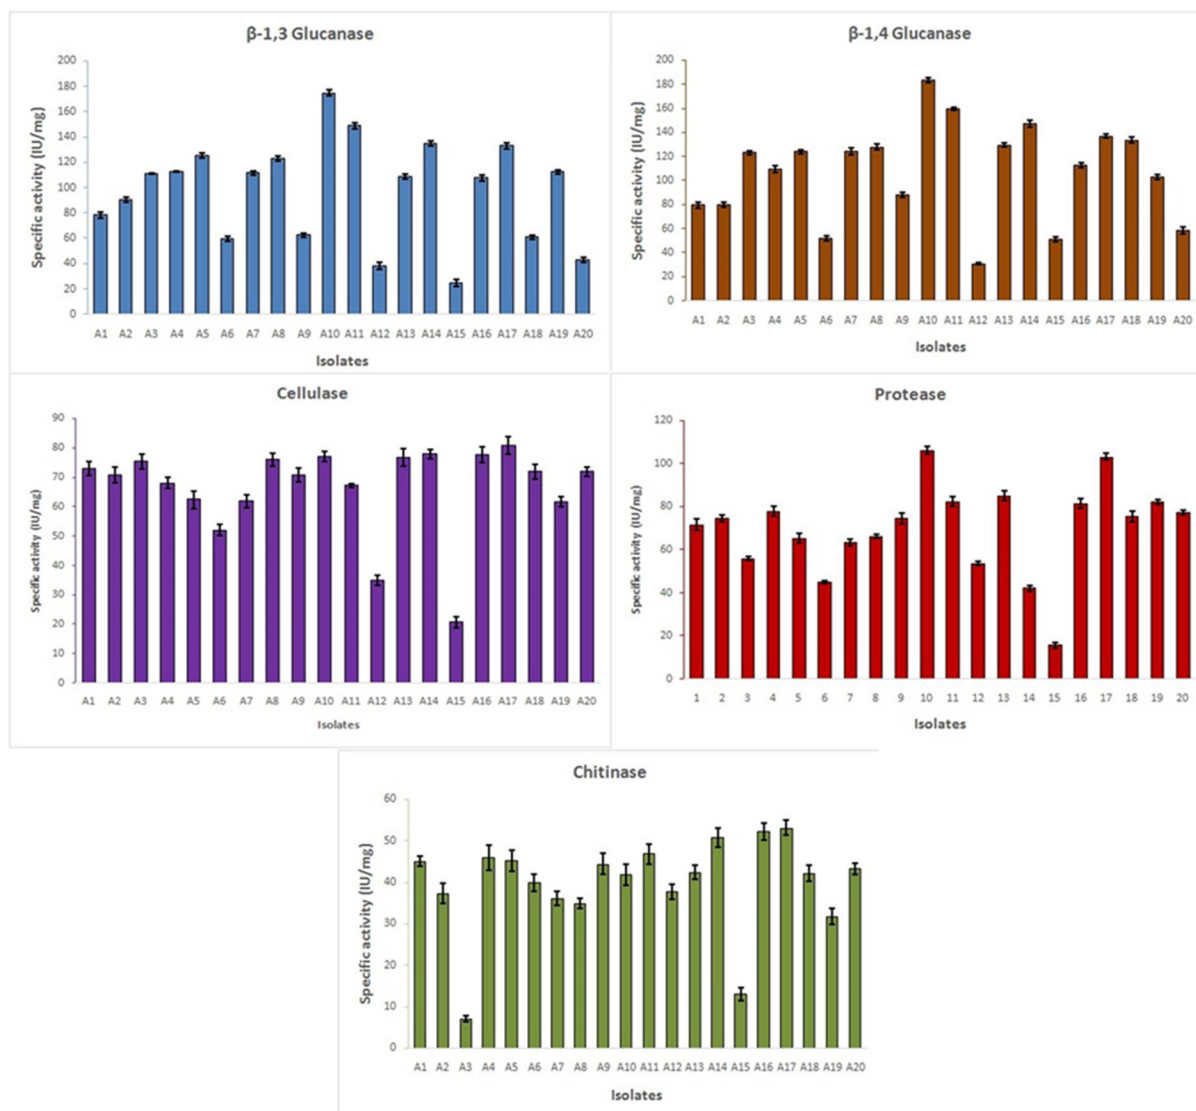 β-1,3 Glucanase
Specific activity (IU/mg)
200
180
160
140
120
100
80
60
40
20
0
A1 A2 A3 A4 A5 A6 A7 A8 A9 A10 A11 A12 A13 A14 A15 A16 A17 A18 A19 A20
Isolates
β-1,4 Glucanase
Specific activity (IU/mg)
200
180
160
140
120
100
80
60
40
20
0
A1 A2 A3 A4 A5 A6 A7 A8 A9 A10 A11 A12 A13 A14 A15 A16 A17 A18 A19 A20
Isolates
Cellulase
Specific activity (IU/mg)
90
80
70
60
50
40
30
20
10
0
A1 A2 A3 A4 A5 A6 A7 A8 A9 A10 A11 A12 A13 A14 A15 A16 A17 A18 A19 A20
Isolates
Protease
Specific activity (IU/mg)
120
100
80
60
40
20
0
1 2 3 4 5 6 7 8 9 10 11 12 13 14 15 16 17 18 19 20
Isolates
Chitinase
Specific activity (IU/mg)
60
50
40
30
20
10
0
A1 A2 A3 A4 A5 A6 A7 A8 A9 A10 A11 A12 A13 A14 A15 A16 A17 A18 A19 A20
Isolates